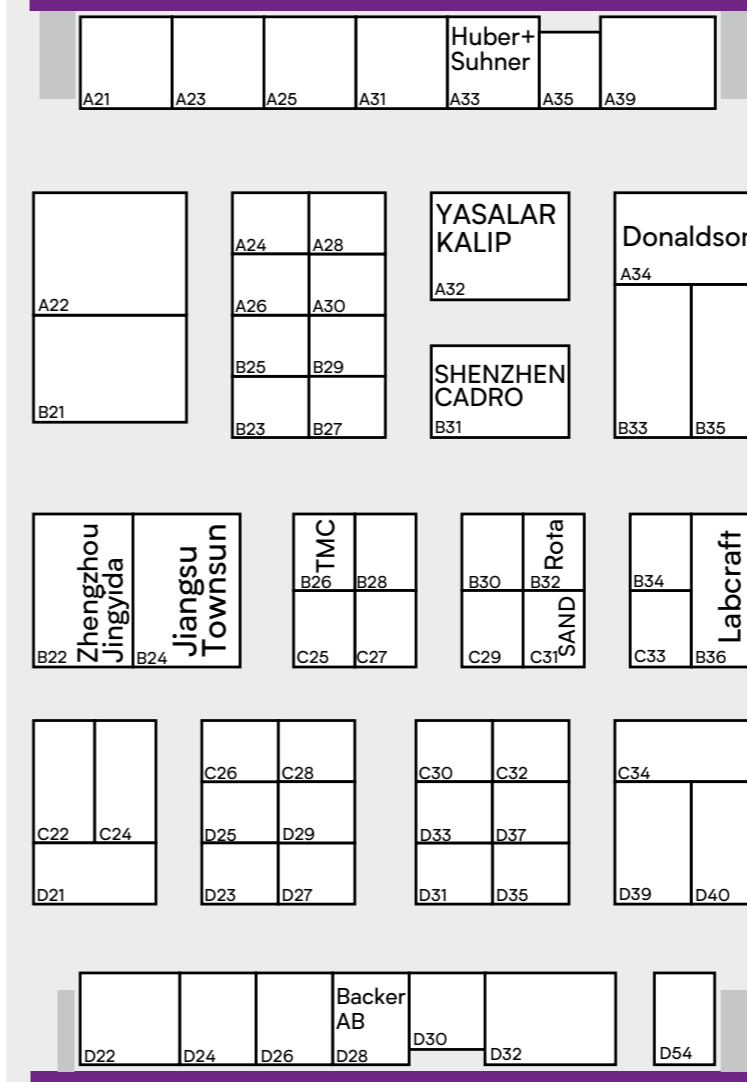 Huber+
Suhner
A21
A23
A25
A31
A33
A35
A39
YASALAR
KALIP
Donaldson
A24
A28
A34
A32
A22
A26
A30
B25
B29
SHENZHEN
CADRO
B21
B23
B27
B31
B33
B35
Zhengzhou
Jingyida
Jiangsu
Townsun
TMC
Rota
Labcraft
B26
B28
B30
B32
B34
SAND
B22
B24
C25
C27
C29
C31
C33
B36
C26
C28
C30
C32
C34
C22
C24
D25
D29
D33
D37
D21
D23
D27
D31
D35
D39
D40
Backer
AB
D30
D22
D24
D26
D28
D32
D54